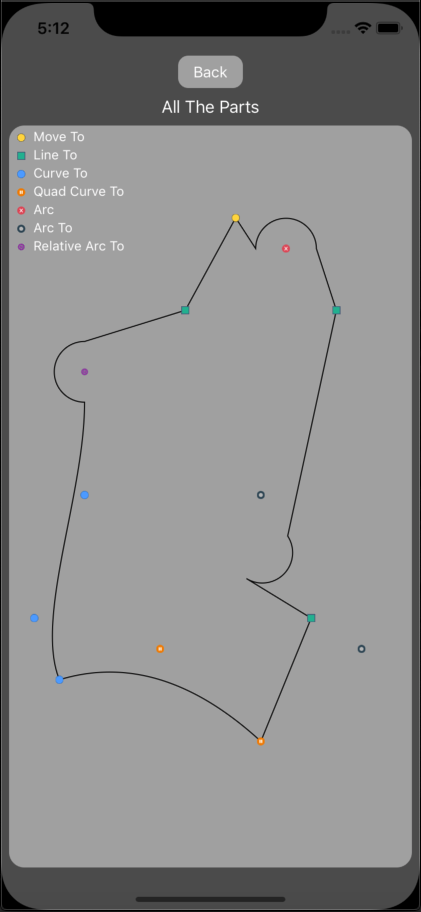 5:12
Back
All The Parts
Move To
Line To
Curve To
Quad Curve To
Arc
Arc To
Relative Arc To